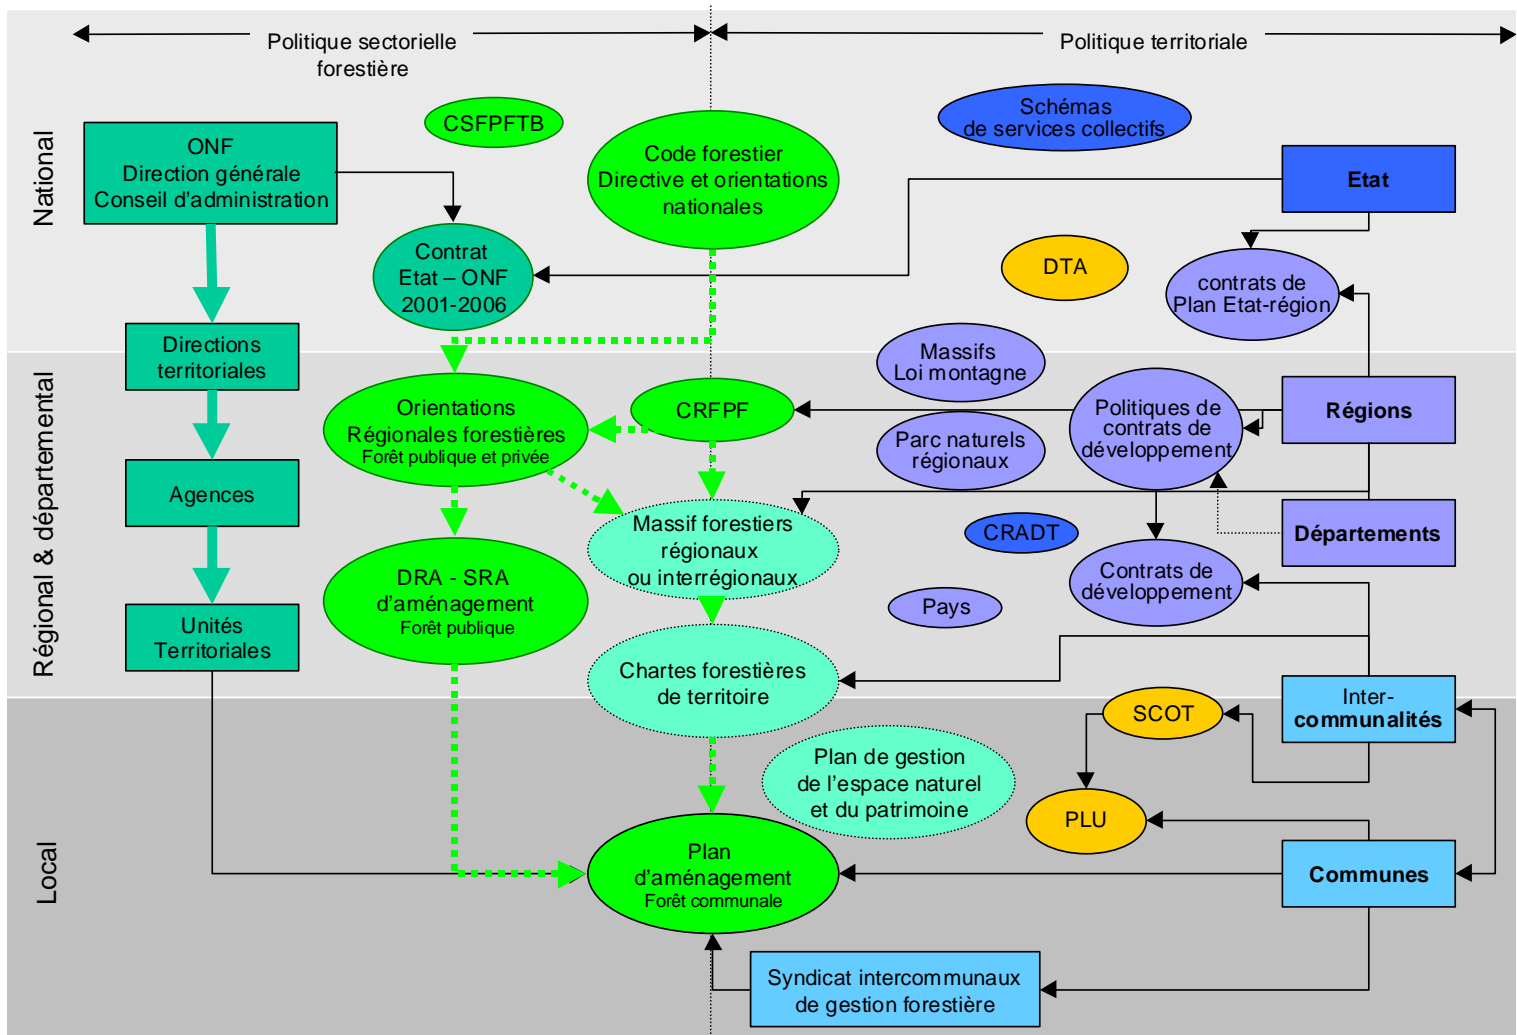 Politique sectorielle
forestière
Politique territoriale
National
Régional & départemental
Local
CSFPFTB
Schémas
de services collectifs
ONF
Direction générale
Conseil d'administration
Code forestier
Directive et orientations
nationales
Etat
Contrat
Etat – ONF
2001-2006
DTA
contrats de
Plan Etat-région
Directions
territoriales
Massifs
Loi montagne
Orientations
Régionales forestières
Forêt publique et privée
CRFPF
Parc naturels
régionaux
Politiques de
contrats de
développement
Régions
Agences
Massif forestiers
régionaux
ou interrégionaux
CRADT
Départements
DRA - SRA
d'aménagement
Forêt publique
Contrats de
développement
Pays
Unités
Territoriales
Chartes forestières
de territoire
SCOT
Inter-
communalités
Plan de gestion
de l'espace naturel
et du patrimoine
PLU
Plan
d'aménagement
Forêt communale
Communes
Syndicat intercommunaux
de gestion forestière